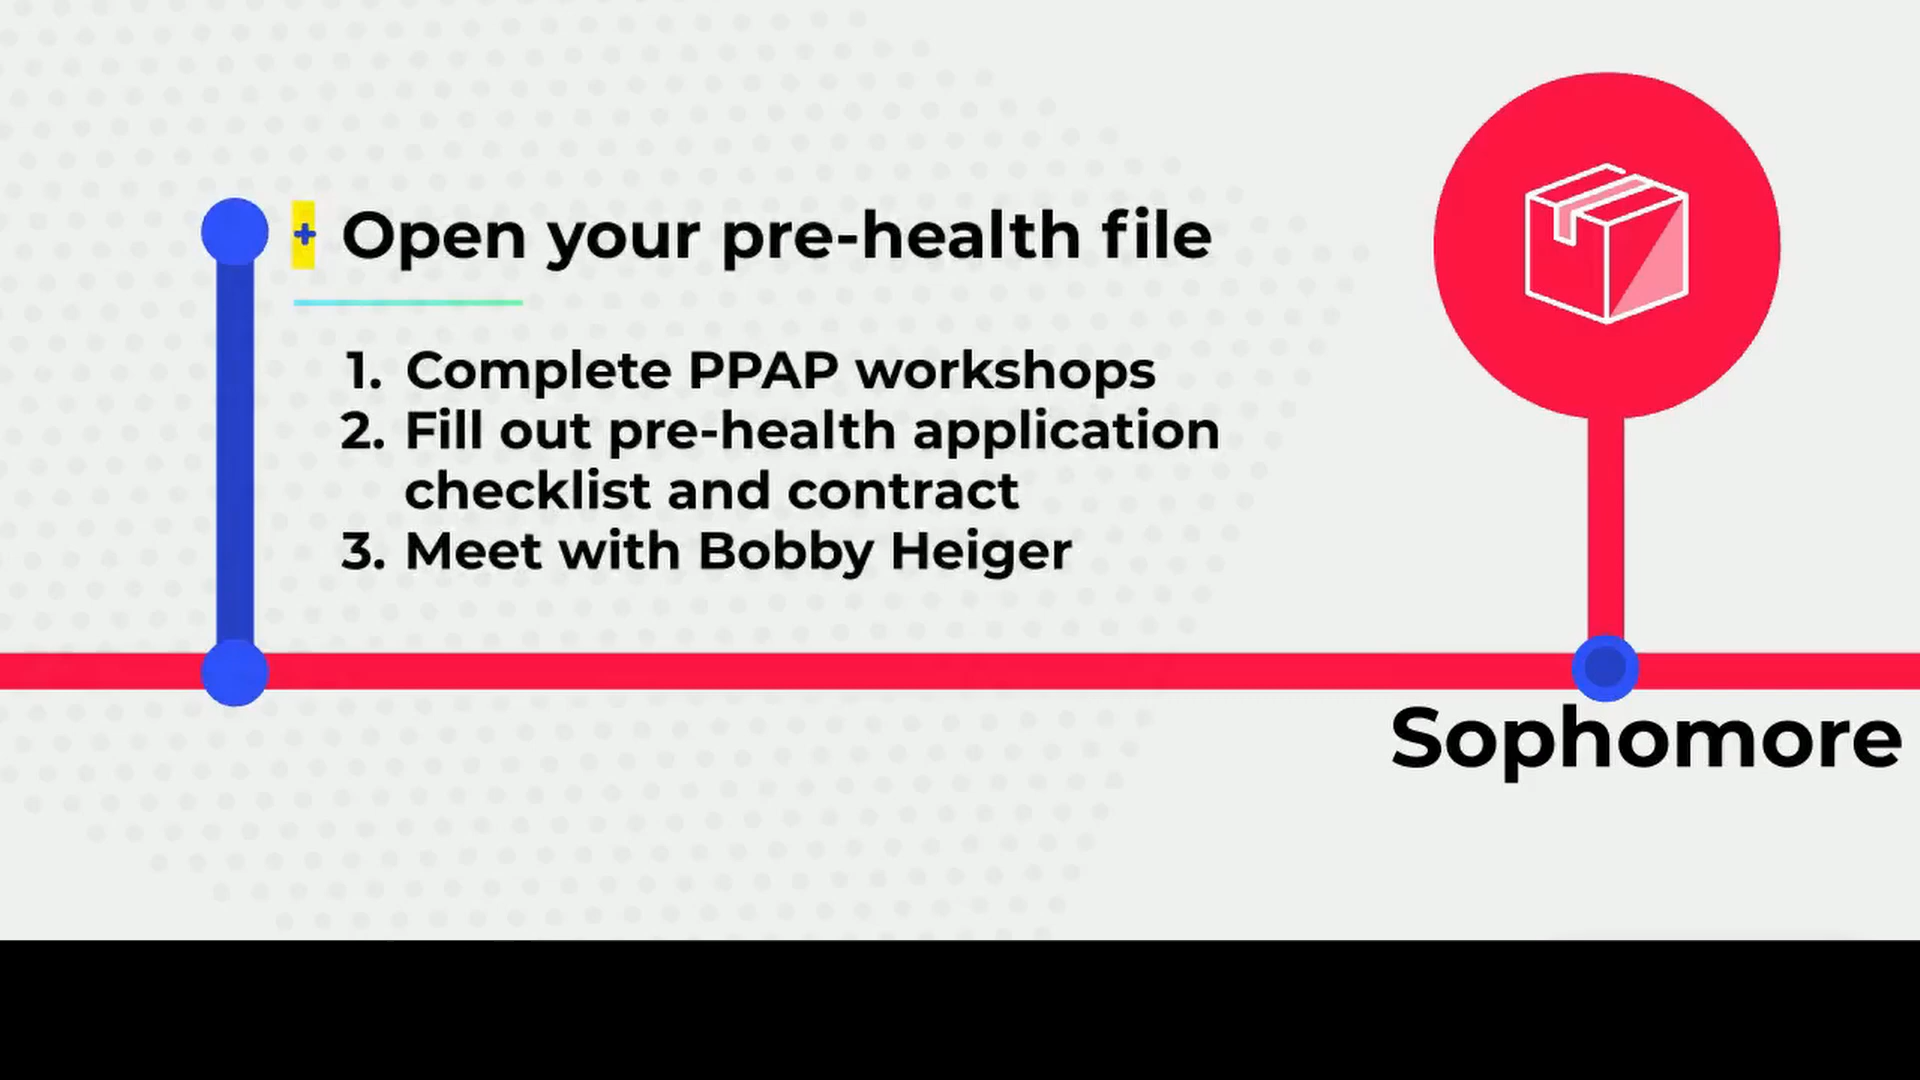 + Open your pre-health file
1. Complete PPAP workshops
2. Fill out pre-health application
checklist and contract
3. Meet with Bobby Heiger
Sophomore